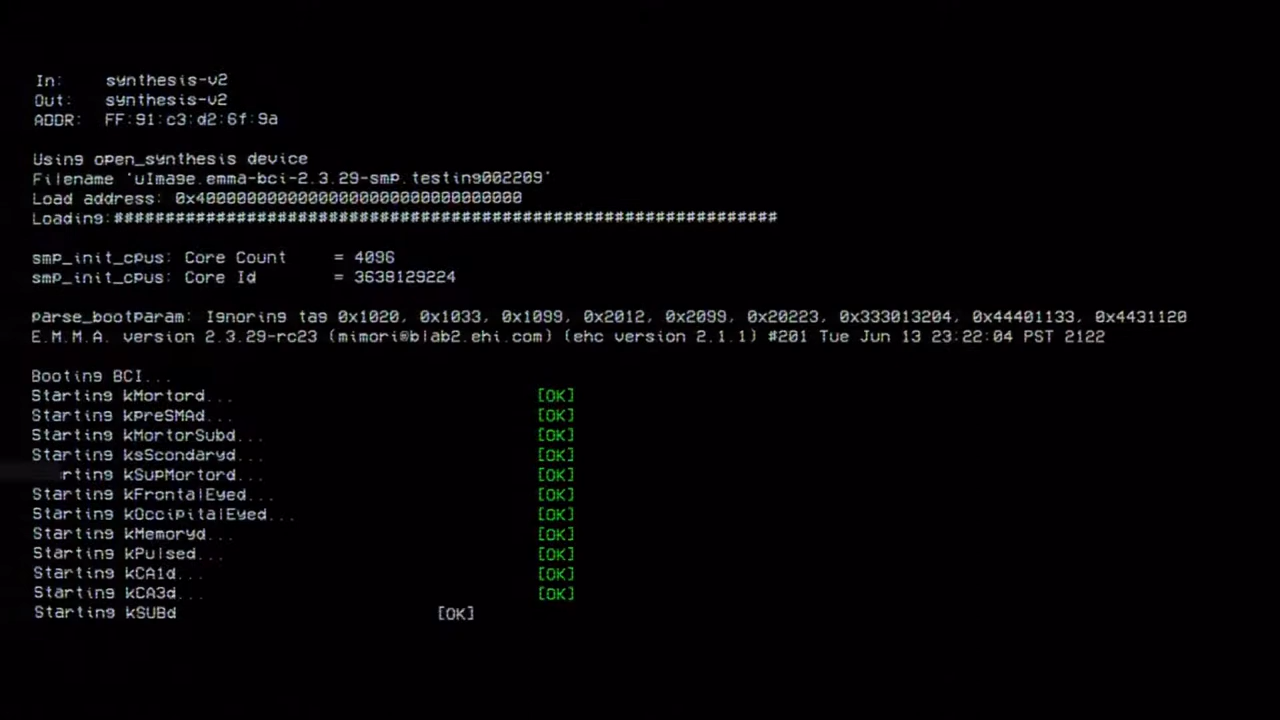 In: synthesis-v2
Out: synthesis-v2
ADDR: FF:91:c3:d2:6f:9a
Using open_synthesis device
Filename 'uImage.emma-bci-2.3.29-smp.testing002209'
Load address: 0x40000000000000000000000000000000
Loading:#################################################################
smp_init_cpus: Core Count = 4096
smp_init_cpus: Core Id = 3638129224
parse_bootparam: Ignoring tag 0x1020, 0x1033, 0x1099, 0x2012, 0x2099, 0x20223, 0x333013204, 0x44401133, 0x4431120
E.M.M.A. version 2.3.29-rc23 (mimori@blab2.ehi.com) (ehc version 2.1.1) #201 Tue Jun 13 23:22:04 PST 2122
Booting BCI...
Starting kMortord... [OK]
Starting kpreSMAd... [OK]
Starting kMortorSubd... [OK]
Starting ksScondaryd... [OK]
rting kSupMortord... [OK]
Starting kFrontalEyed... [OK]
Starting kOccipitalEyed... [OK]
Starting kMemoryd... [OK]
Starting kPulsed... [OK]
Starting kCA1d... [OK]
Starting kCA3d... [OK]
Starting kSUBd [OK]